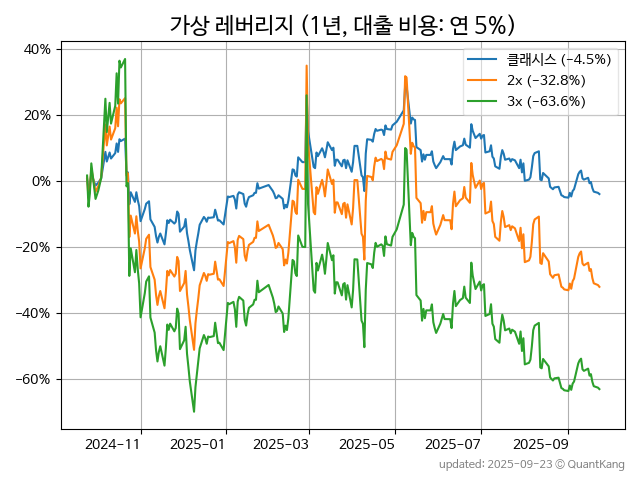 가상 레버리지 (1년, 대출 비용: 연 5%)
클래시스 (−4.5%)
2x (−32.8%)
3x (−63.6%)
40%
20%
0%
−20%
−40%
−60%
2024-11
2025-01
2025-03
2025-05
2025-07
2025-09
updated: 2025-09-23 © QuantKang